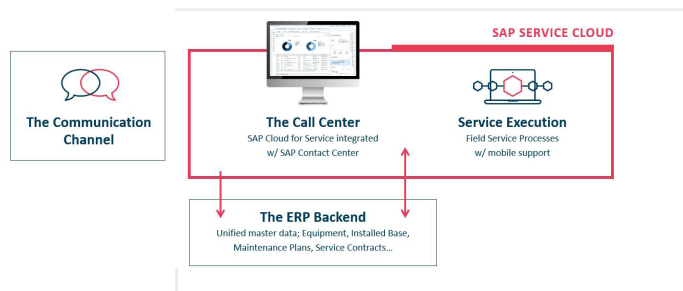 SAP SERVICE CLOUD
The Communication
Channel
The Call Center
SAP Cloud for Service integrated
w/ SAP Contact Center
Service Execution
Field Service Processes
w/ mobile support
The ERP Backend
Unified master data; Equipment, Installed Base,
Maintenance Plans, Service Contracts...